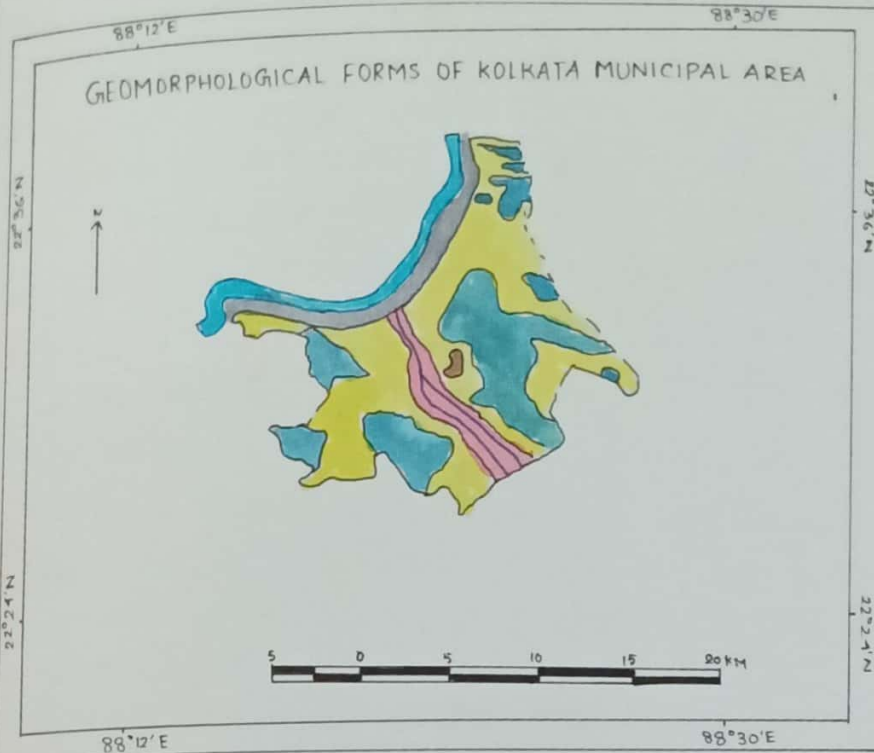 88°12'E 88°30'E
GEOMORPHOLOGICAL FORMS OF KOLKATA MUNICIPAL AREA
22°36'N 22°36'N
N
22°24'N 22°24'N
5 0 5 10 15 20 KM
88°12'E 88°30'E